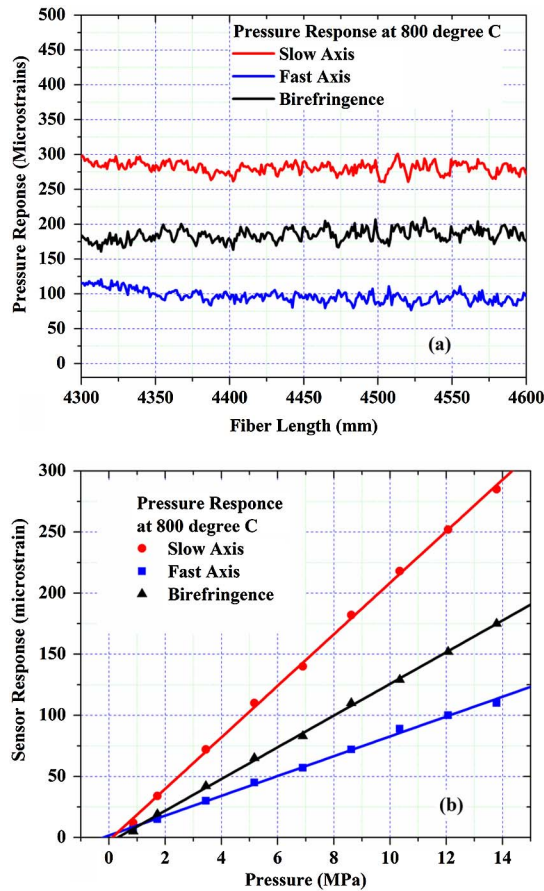 500
450
400
350
300
250
200
150
100
50
0
Pressure Reponse (Microstrains)
Pressure Response at 800 degree C
Slow Axis
Fast Axis
Birefringence
(a)
4300 4350 4400 4450 4500 4550 4600
Fiber Length (mm)
300
250
200
150
100
50
0
Sensor Response (microstrain)
Pressure Responce
at 800 degree C
Slow Axis
Fast Axis
Birefringence
(b)
0 2 4 6 8 10 12 14
Pressure (MPa)